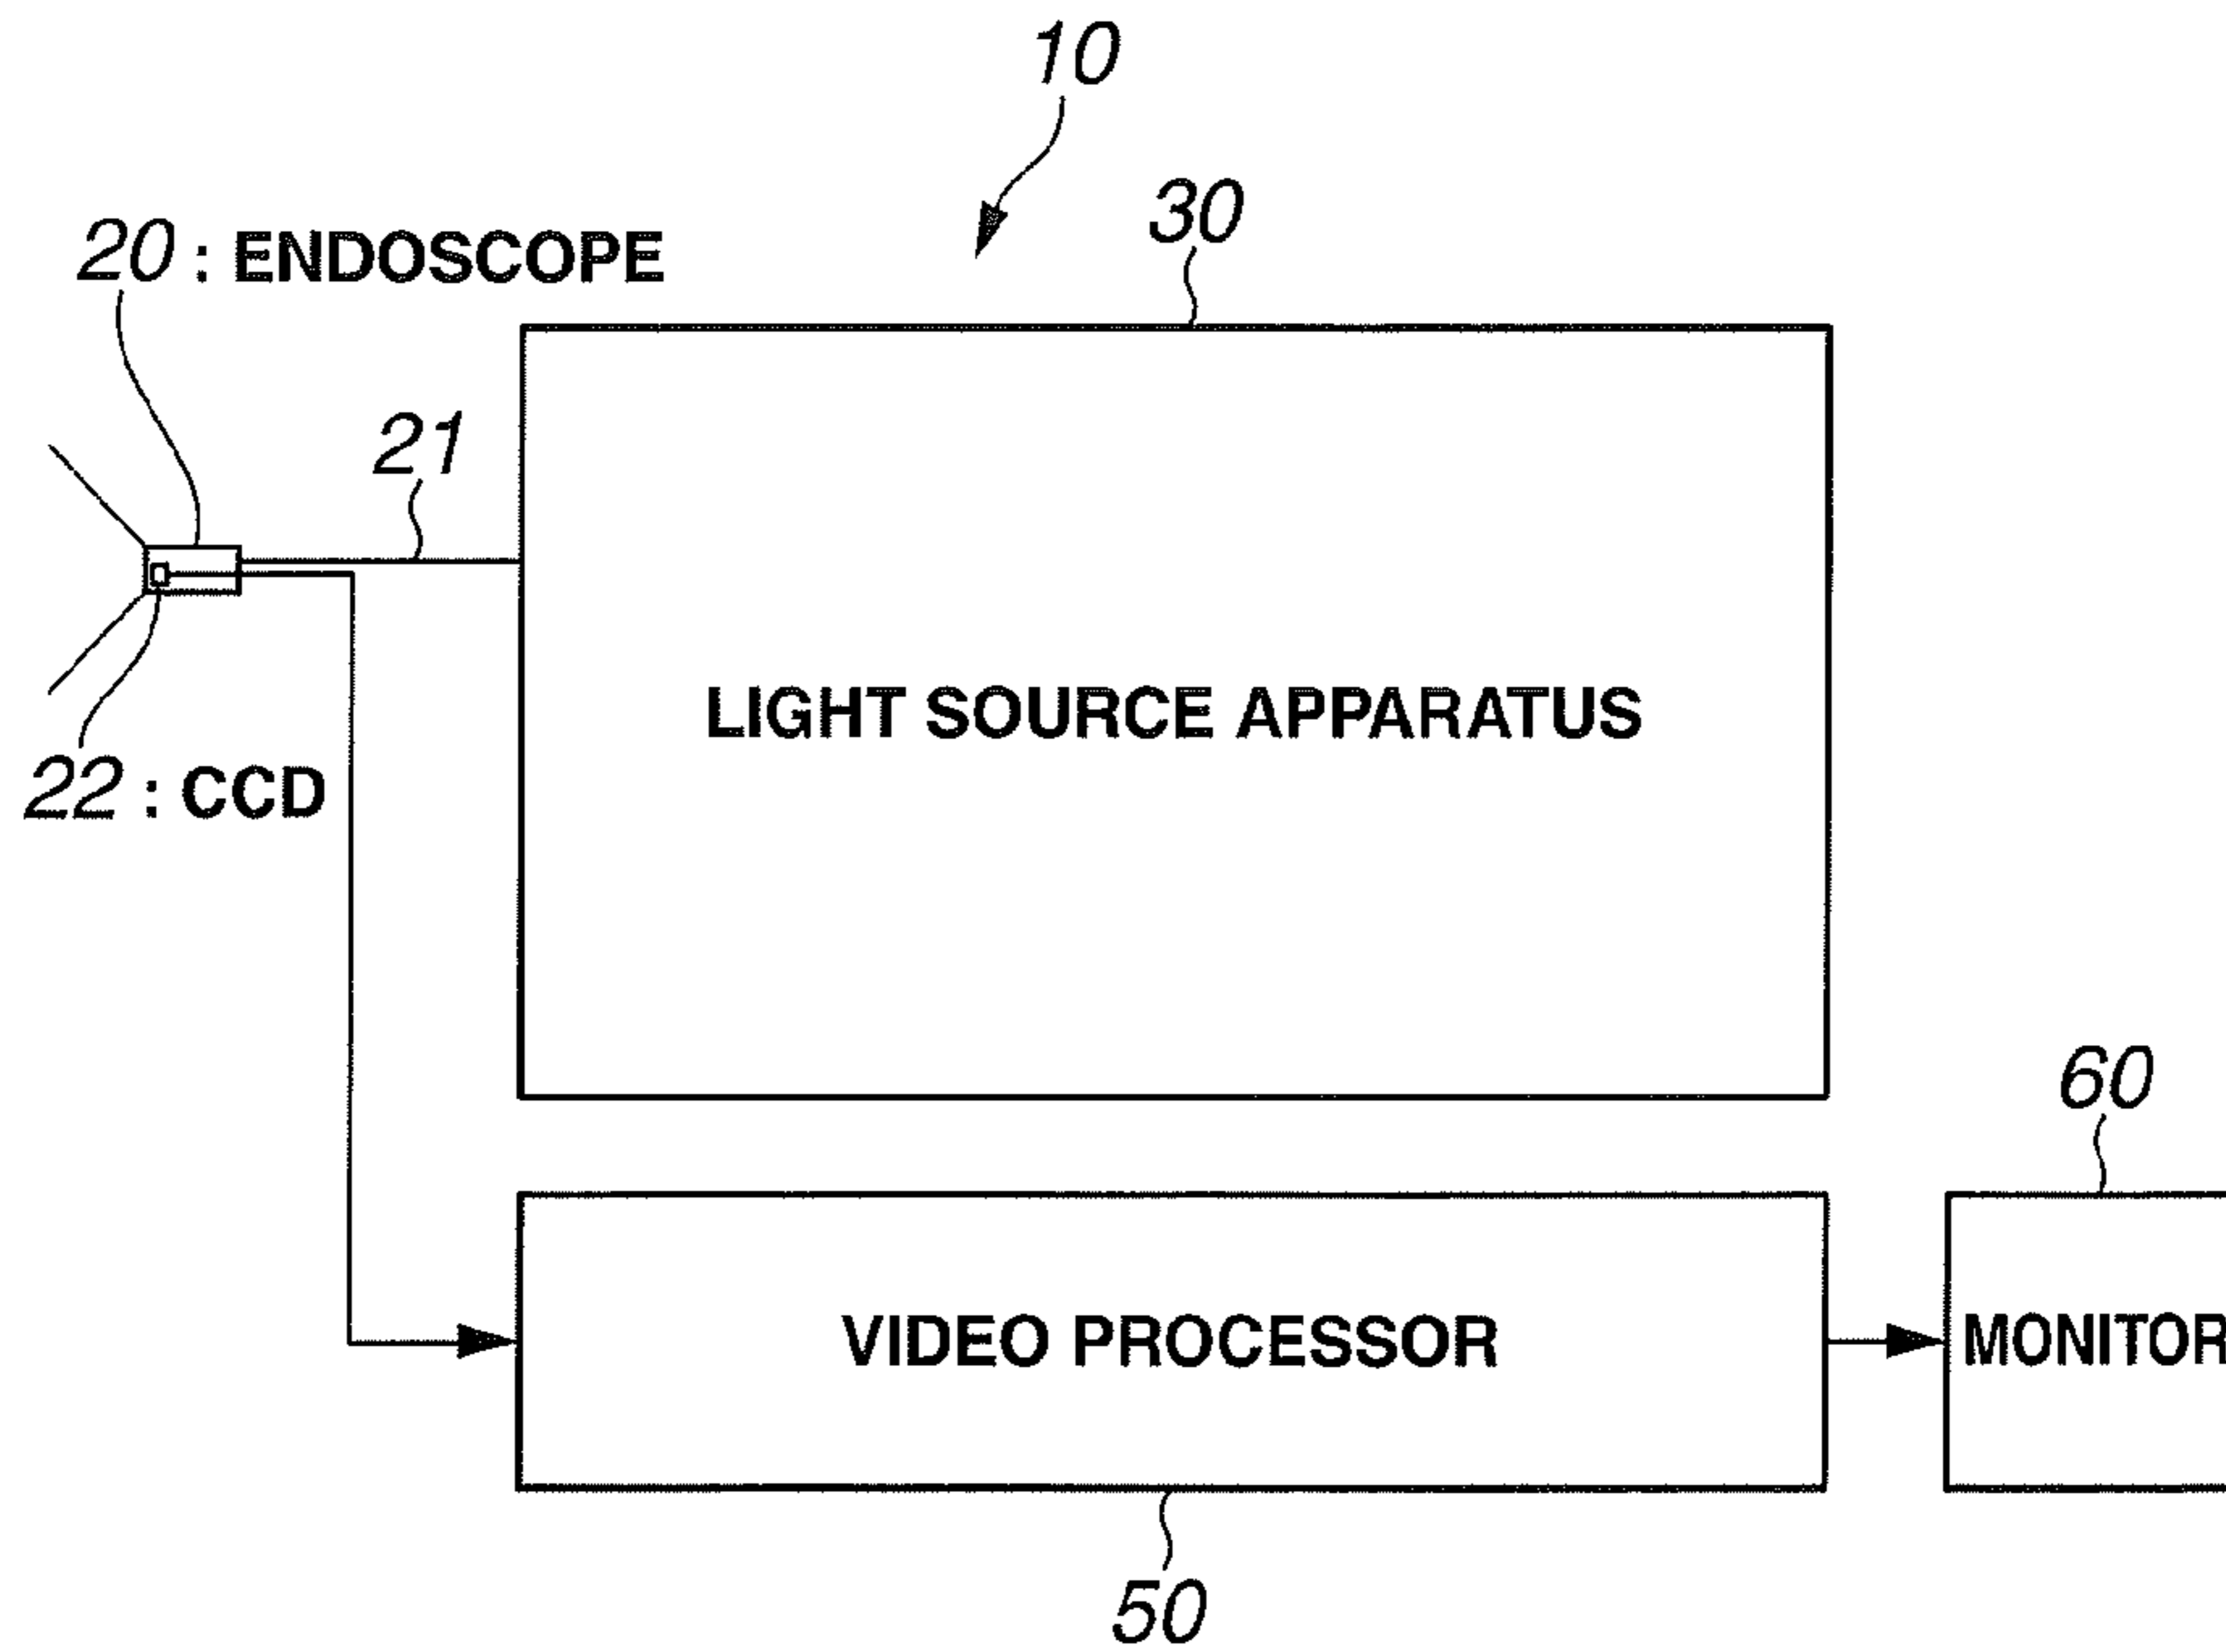 10
30
20 : ENDOSCOPE
21
LIGHT SOURCE APPARATUS
22 : CCD
60
VIDEO PROCESSOR
MONITOR
50